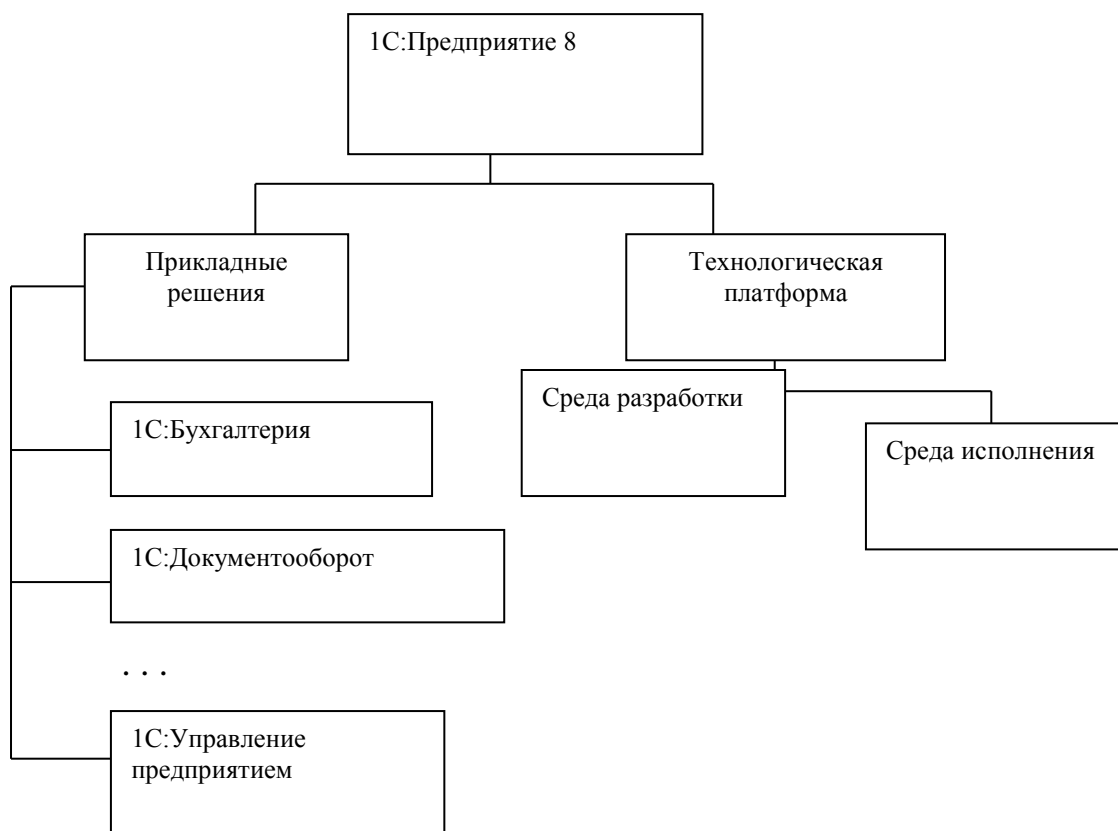 1С:Предприятие 8
Прикладные
решения
Технологическая
платформа
Среда разработки
Среда исполнения
1С:Бухгалтерия
1С:Документооборот
. . .
1С:Управление
предприятием